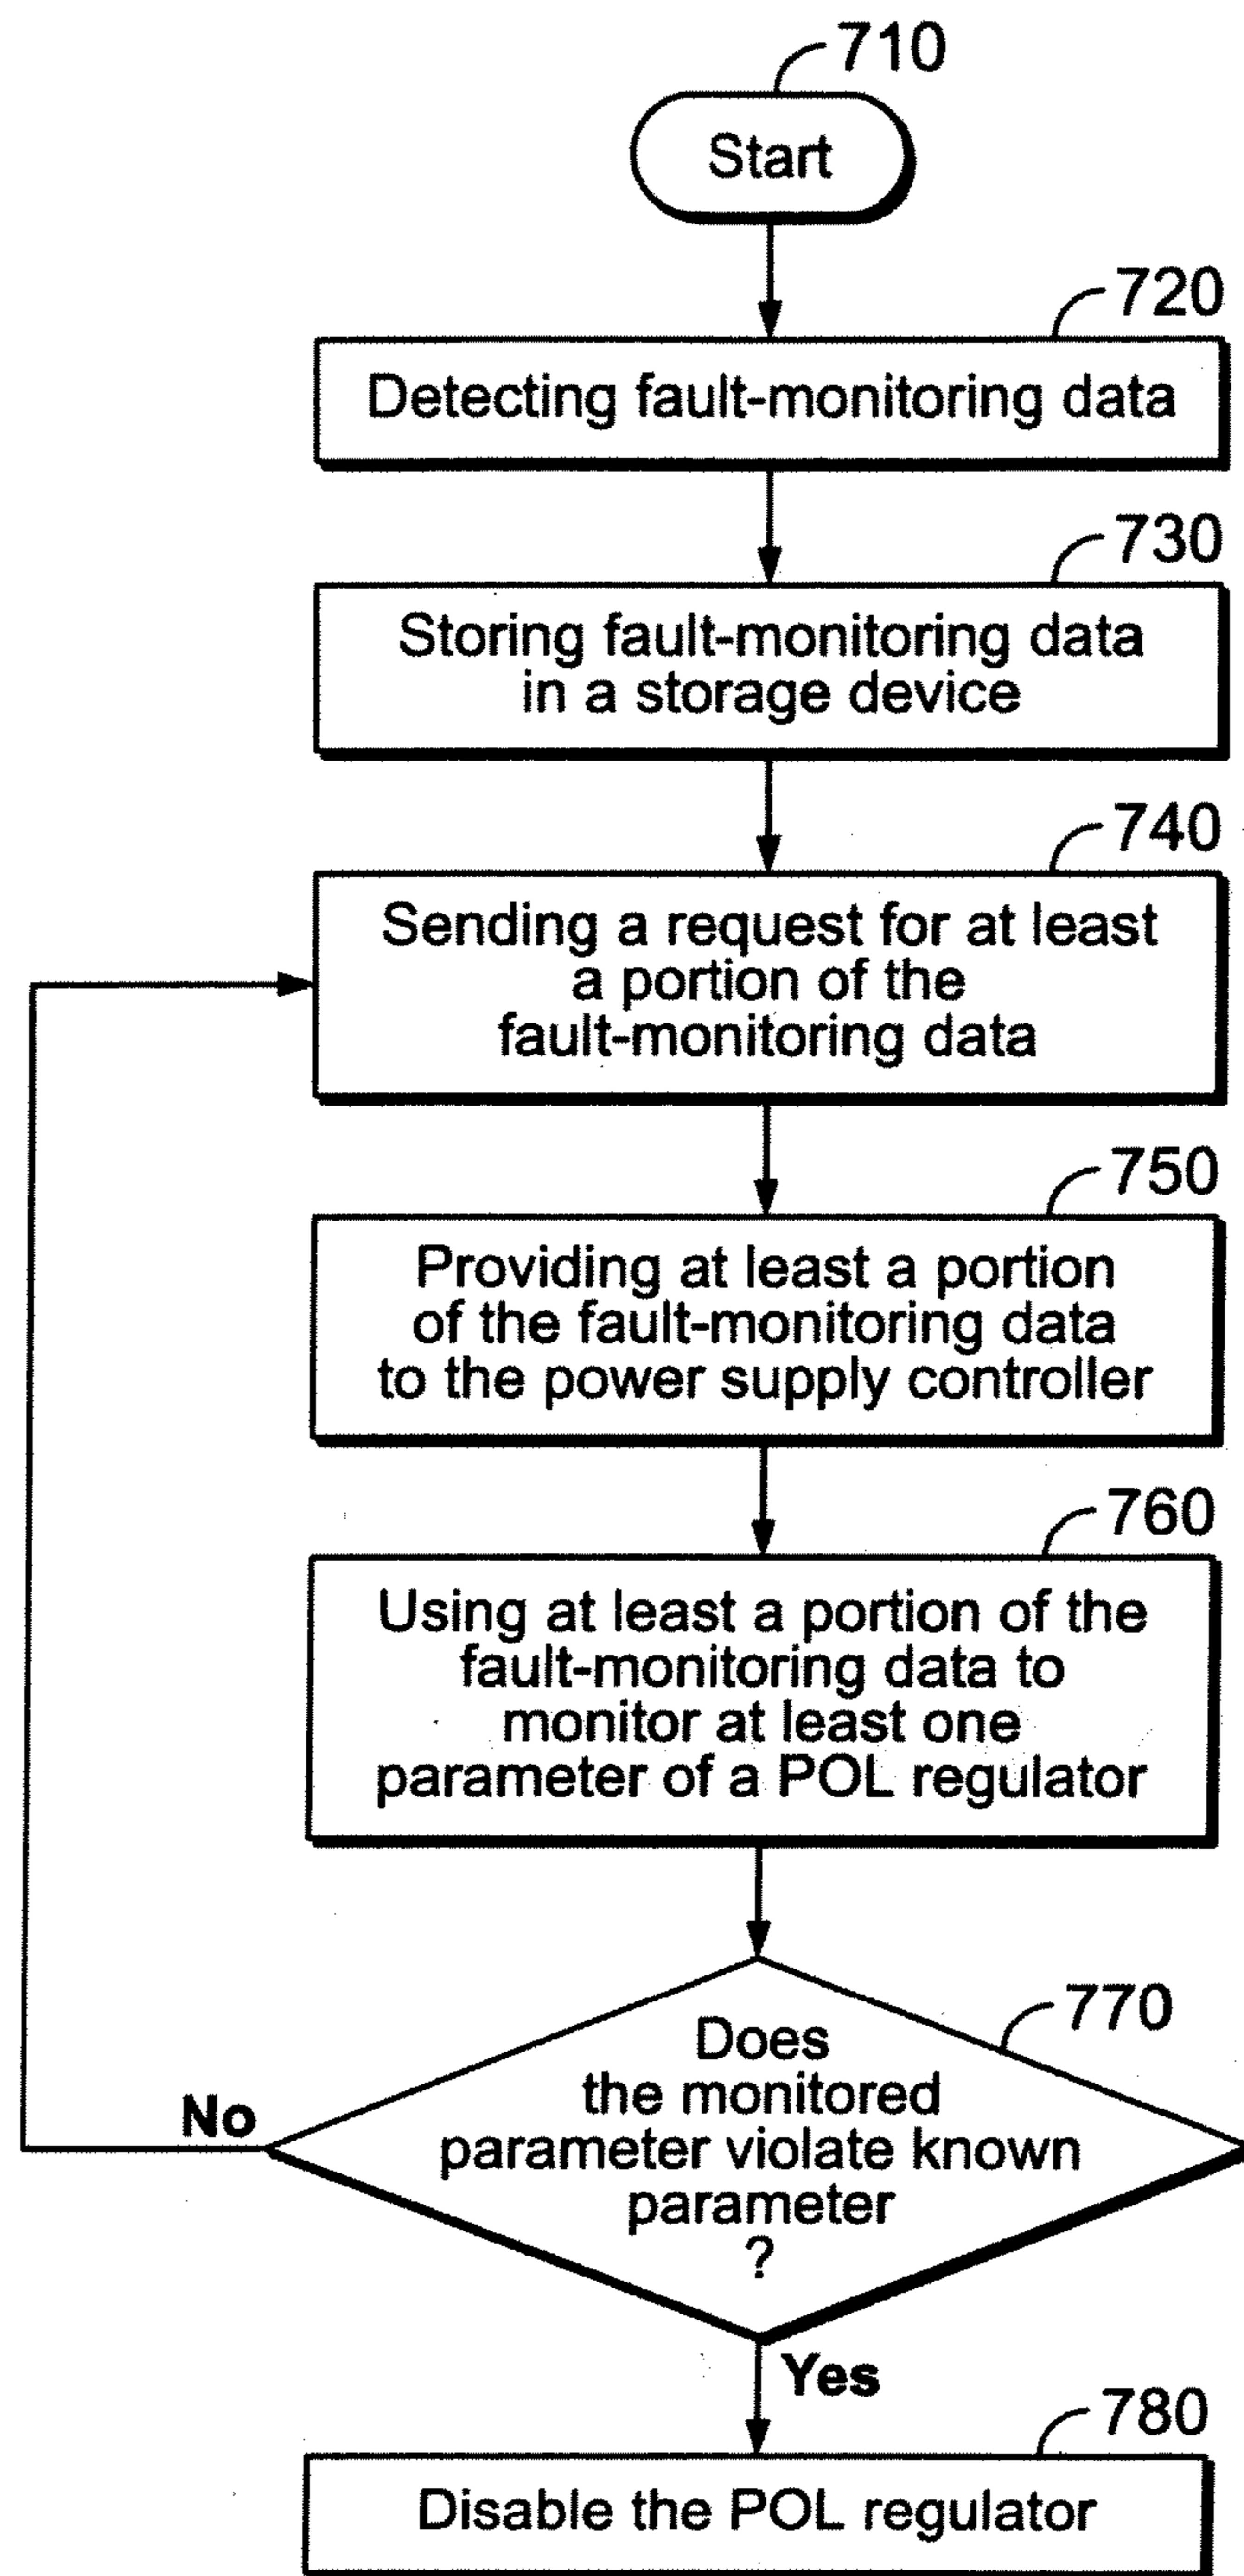 710
Start
720
Detecting fault-monitoring data
730
Storing fault-monitoring data
in a storage device
740
Sending a request for at least
a portion of the
fault-monitoring data
750
Providing at least a portion
of the fault-monitoring data
to the power supply controller
760
Using at least a portion of the
fault-monitoring data to
monitor at least one
parameter of a POL regulator
770
Does
the monitored
parameter violate known
parameter
?
No
Yes
780
Disable the POL regulator